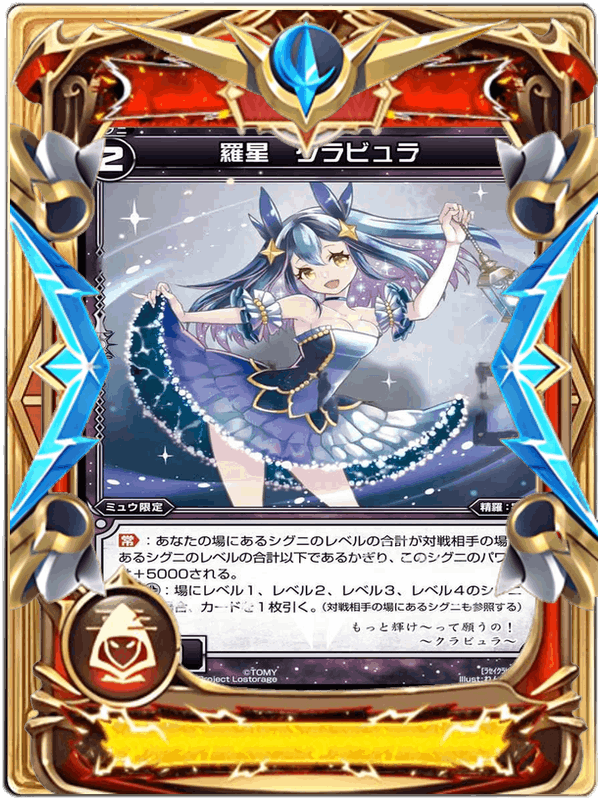 2
羅星 クラビュラ
ミュウ限定
精羅:
常:あなたの場にあるシグニのレベルの合計が対戦相手の場
あるシグニのレベルの合計以下であるかぎり、このシグニのパワ
+5000される。
:場にレベル1、レベル2、レベル3、レベル4のシ
合、カードを1枚引く。(対戦相手の場にあるシグニも参照する)
もっと輝け~って願うの!
~クラビュラ~
©TOMY
Project Lostorage
illust: